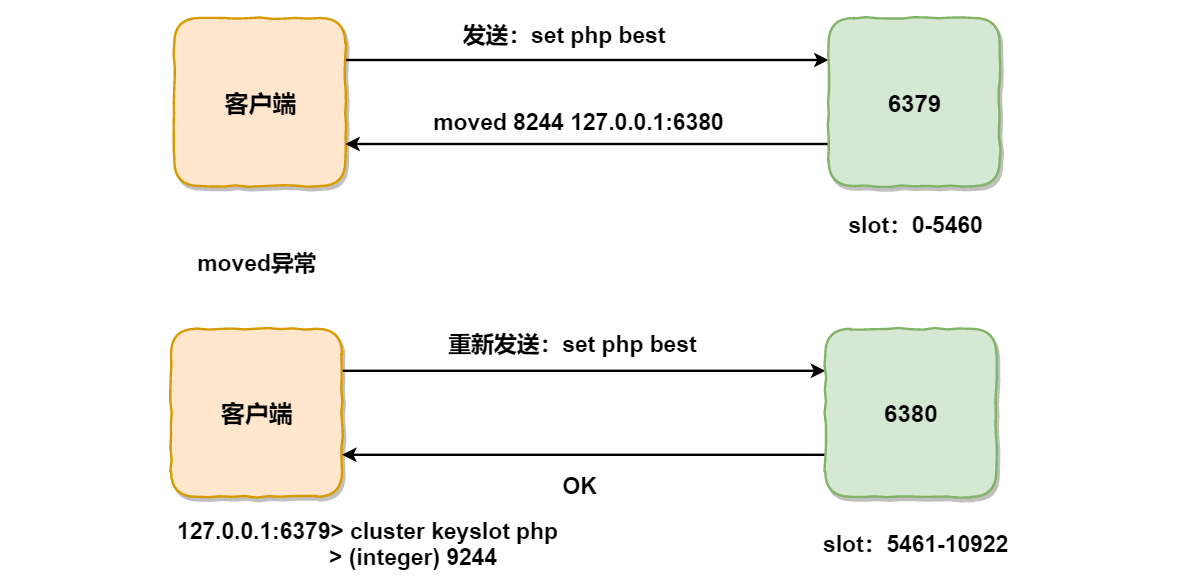 发送：set php best
客户端
6379
moved 8244 127.0.0.1:6380
slot：0-5460
moved异常
重新发送：set php best
客户端
6380
OK
127.0.0.1:6379> cluster keyslot php
> (integer) 9244
slot：5461-10922